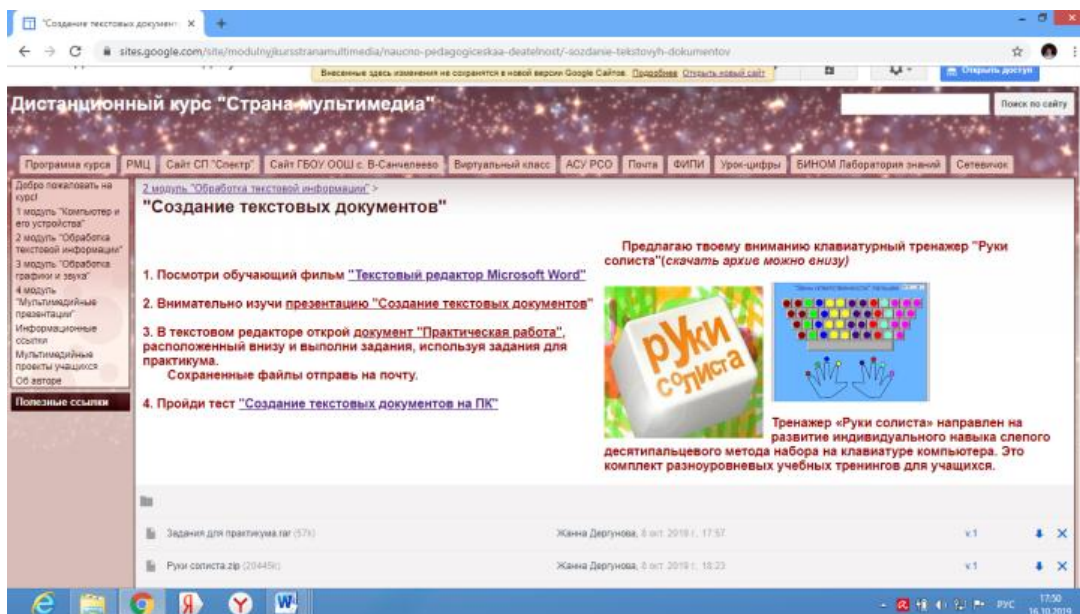 "Создание текстовых документ
sites.google.com/site/modulnyjkursstranamultimedia/naucno-pedagogiceskaa-deatelnost/-sozdanie-tekstovyh-dokumentov
Внесенные здесь изменения не сохранятся в новой версии Google Сайтов. Подробнее Открыть новый сайт
Открыть доступ
Дистанционный курс "Страна мультимедиа"
Поиск по сайту
Программа курса РМЦ Сайт СП "Спектр" Сайт ГБОУ ООШ с. В-Санчелеево Виртуальный класс АСУ РСО Почта ФИПИ Урок-цифры БИНОМ Лаборатория знаний Сетевичок
Добро пожаловать на
курс!
1 модуль "Компьютер и
его устройства"
2 модуль "Обработка
текстовой информации"
3 модуль "Обработка
графики и звука"
4 модуль
"Мультимедийные
презентации"
Информационные
ссылки
Мультимедийные
проекты учащихся
Об авторе
Полезные ссылки
2 модуль "Обработка текстовой информации" >
"Создание текстовых документов"
1. Посмотри обучающий фильм "Текстовый редактор Microsoft Word"
2. Внимательно изучи презентацию "Создание текстовых документов"
3. В текстовом редакторе открой документ "Практическая работа",
расположенный внизу и выполни задания, используя задания для
практикума.
Сохраненные файлы отправь на почту.
4. Пройди тест "Создание текстовых документов на ПК"
Предлагаю твоему вниманию клавиатурный тренажер "Руки
солиста"(скачать архив можно внизу)
руки
солиста
"Зоны ответственности" пальцев
Тренажер «Руки солиста» направлен на
развитие индивидуального навыка слепого
десятипальцевого метода набора на клавиатуре компьютера. Это
комплект разноуровневых учебных тренингов для учащихся.
Задания для практикума.rar (57k) Жанна Дергунова, 8 окт. 2019 г., 17:57 v.1
Руки солиста.zip (20445k) Жанна Дергунова, 8 окт. 2019 г., 18:23 v.1
РУС
17:50
16.10.2019